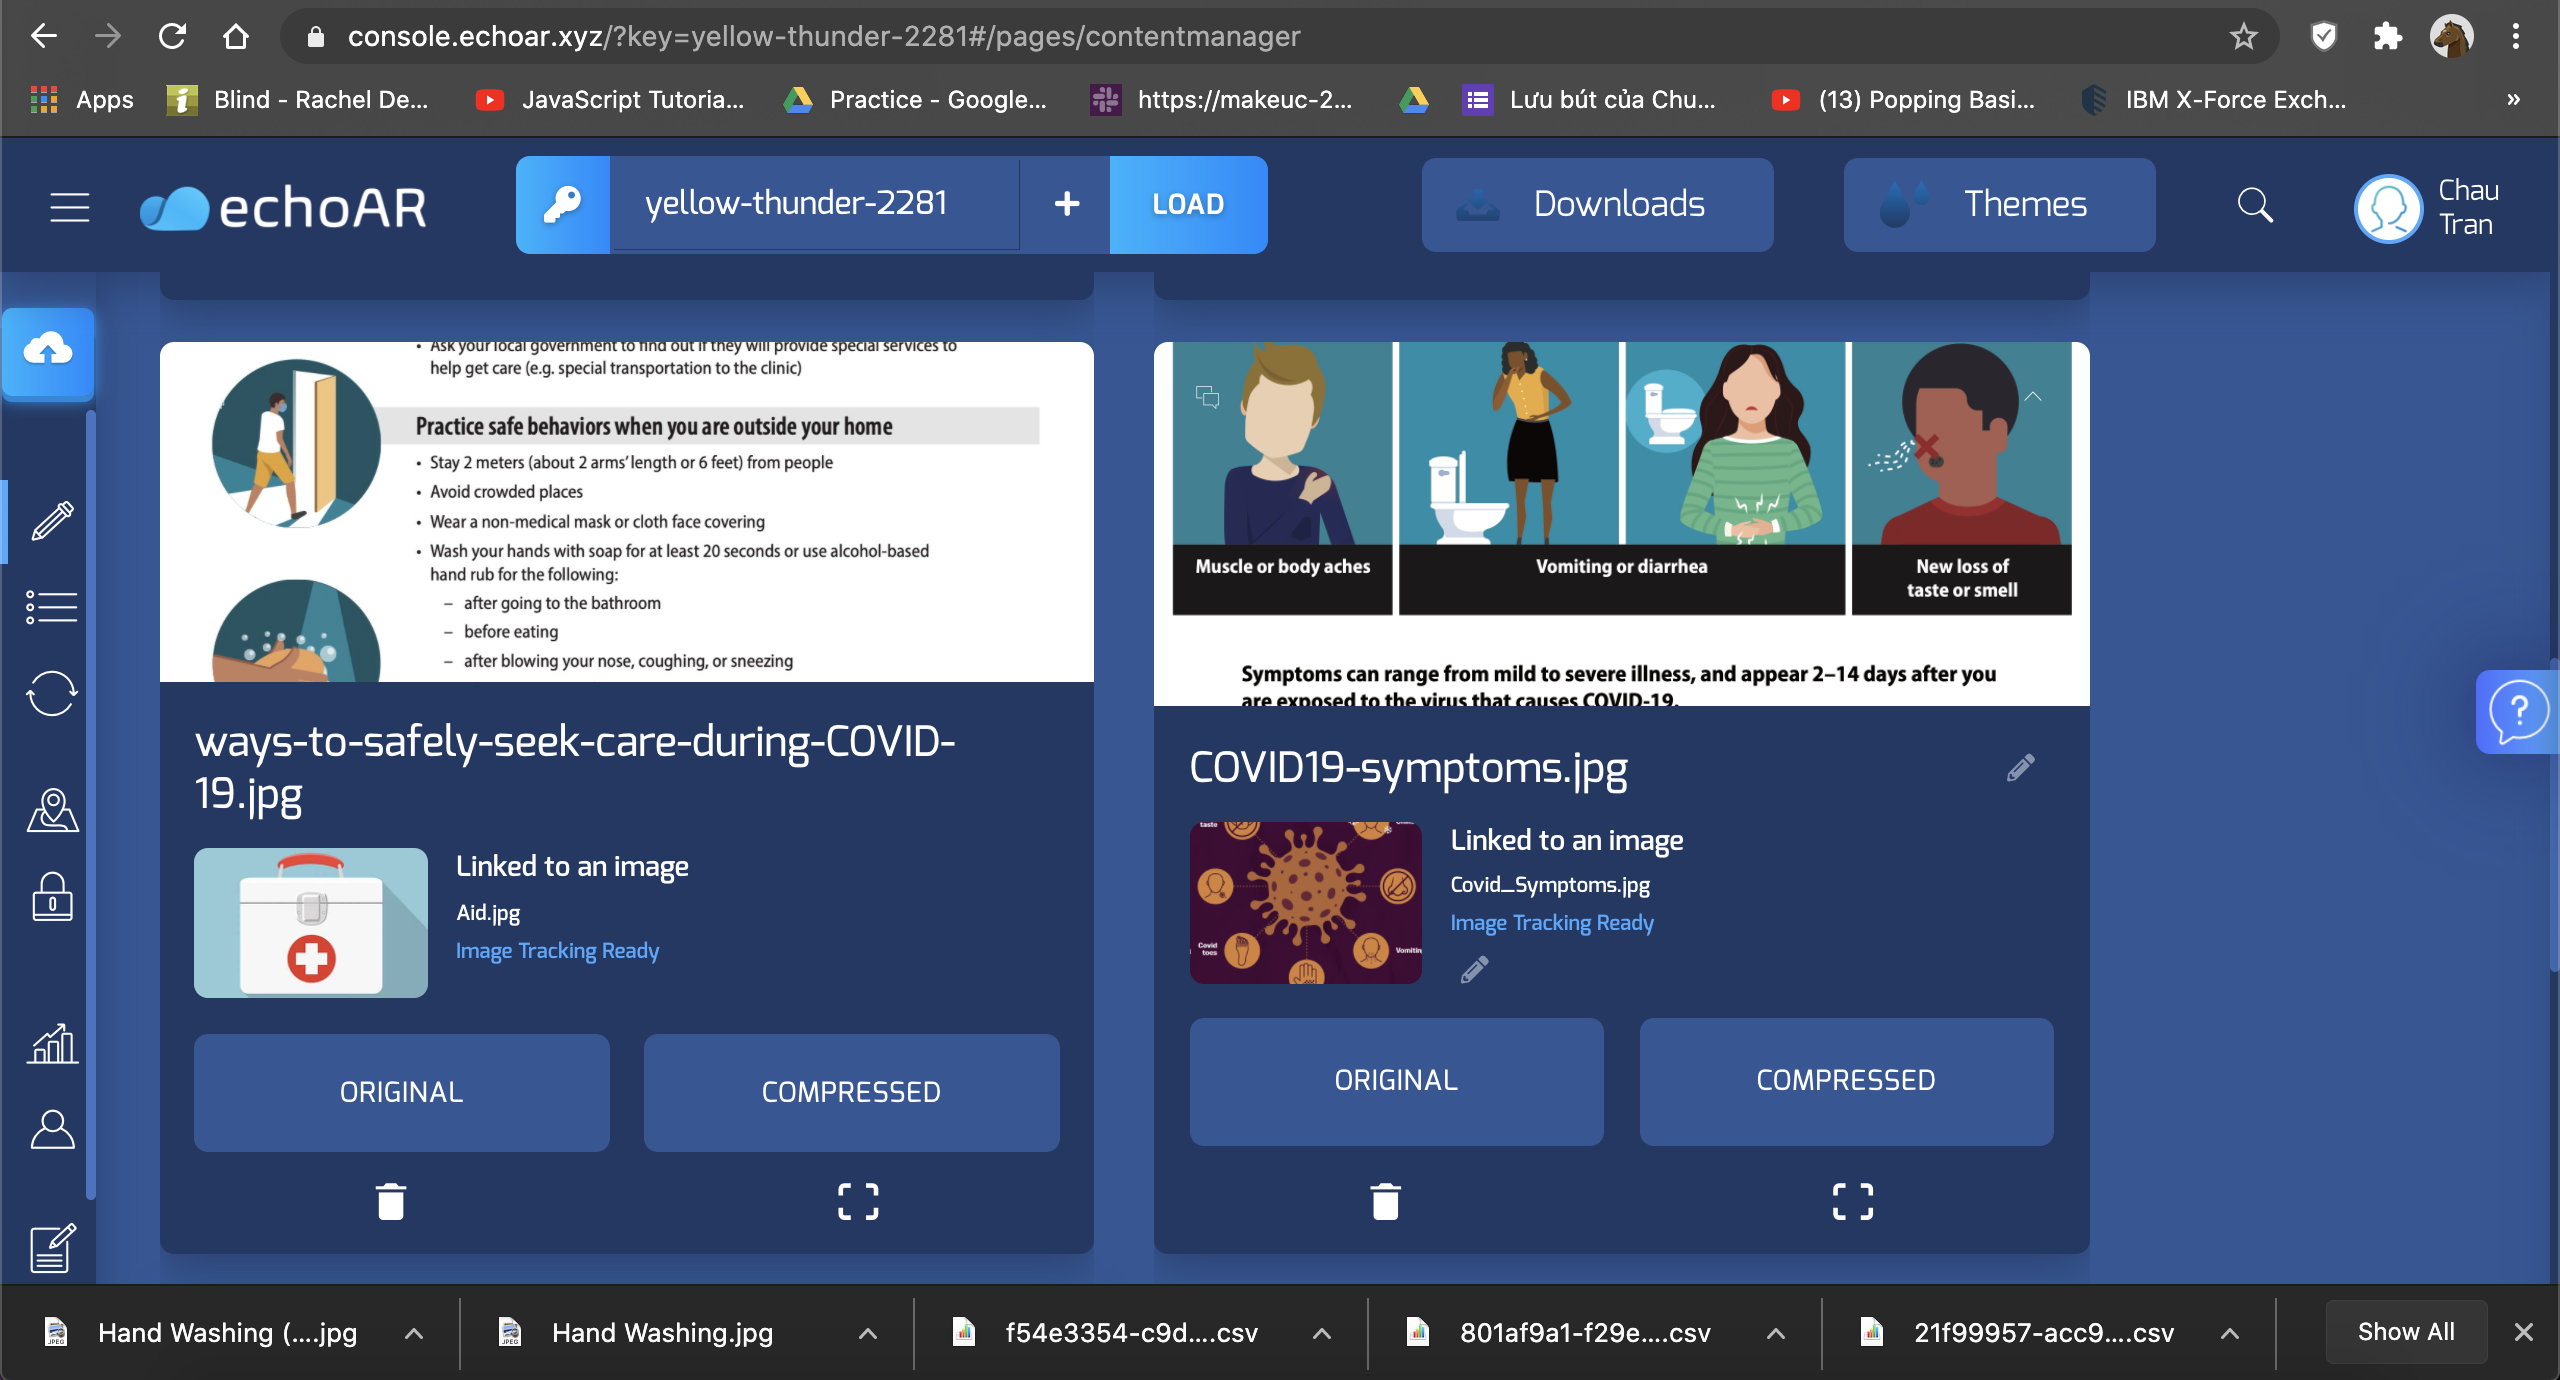 console.echoar.xyz/?key=yellow-thunder-2281#/pages/contentmanager
Apps
Blind - Rachel De...
JavaScript Tutoria...
Practice - Google...
https://makeuc-2...
Lưu bút của Chu...
(13) Popping Basi...
IBM X-Force Exch...
»
echoAR
yellow-thunder-2281
+
LOAD
Downloads
Themes
Chau
Tran
• Ask your local government to find out if they will provide special services to
help get care (e.g. special transportation to the clinic)
Practice safe behaviors when you are outside your home
• Stay 2 meters (about 2 arms' length or 6 feet) from people
• Avoid crowded places
• Wear a non-medical mask or cloth face covering
• Wash your hands with soap for at least 20 seconds or use alcohol-based
hand rub for the following:
– after going to the bathroom
– before eating
– after blowing your nose, coughing, or sneezing
ways-to-safely-seek-care-during-COVID-
19.jpg
Linked to an image
Aid.jpg
Image Tracking Ready
ORIGINAL
COMPRESSED
Muscle or body aches
Vomiting or diarrhea
New loss of
taste or smell
Symptoms can range from mild to severe illness, and appear 2–14 days after you
are exposed to the virus that causes COVID-19.
COVID19-symptoms.jpg
taste
Covid
toes
Vomitin
Linked to an image
Covid_Symptoms.jpg
Image Tracking Ready
ORIGINAL
COMPRESSED
?
Hand Washing (....jpg
Hand Washing.jpg
f54e3354-c9d....csv
801af9a1-f29e....csv
21f99957-acc9....csv
Show All